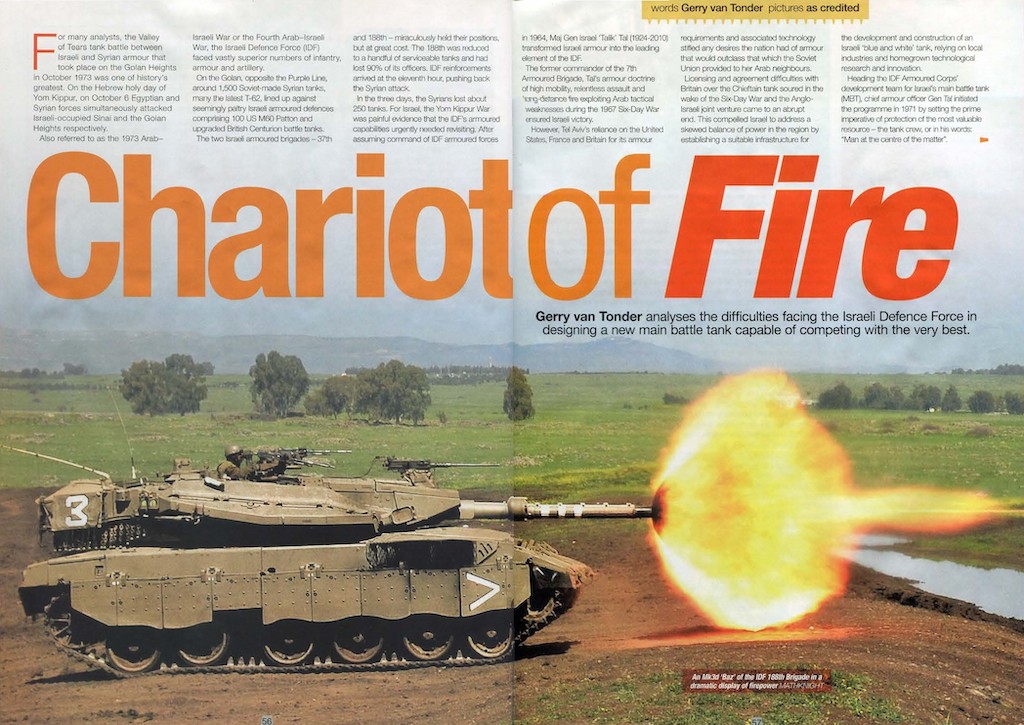 words Gerry van Tonder pictures as credited
For many analysts, the Valley
of Tears tank battle between
Israeli and Syrian armour that
took place on the Golan Heights
in October 1973 was one of history's
greatest. On the Hebrew holy day of
Yom Kippur, on October 6 Egyptian and
Syrian forces simultaneously attacked
Israeli-occupied Sinai and the Golan
Heights respectively.
Also referred to as the 1973 Arab–
Israeli War or the Fourth Arab–Israeli
War, the Israeli Defence Force (IDF)
faced vastly superior numbers of infantry,
armour and artillery.
On the Golan, opposite the Purple Line,
around 1,500 Soviet-made Syrian tanks,
many the latest T-62, lined up against
seemingly paltry Israeli armoured defences
comprising 100 US M60 Patton and
upgraded British Centurion battle tanks.
The two Israeli armoured brigades – 37th
and 188th – miraculously held their positions,
but at great cost. The 188th was reduced
to a handful of serviceable tanks and had
lost 90% of its officers. IDF reinforcements
arrived at the eleventh hour, pushing back
the Syrian attack.
In the three days, the Syrians lost about
250 tanks. For Israel, the Yom Kippur War
was painful evidence that the IDF's armoured
capabilities urgently needed revisiting. After
assuming command of IDF armoured forces
in 1964, Maj Gen Israel 'Talik' Tal (1924-2010)
transformed Israeli armour into the leading
element of the IDF.
The former commander of the 7th
Armoured Brigade, Tal's armour doctrine
of high mobility, relentless assault and
long-distance fire exploiting Arab tactical
weaknesses during the 1967 Six-Day War
ensured Israeli victory.
However, Tel Aviv's reliance on the United
States, France and Britain for its armour
requirements and associated technology
stifled any desires the nation had of armour
that would outclass that which the Soviet
Union provided to her Arab neighbours.
Licensing and agreement difficulties with
Britain over the Chieftain tank soured in the
wake of the Six-Day War and the Anglo-
Israeli joint venture came to an abrupt
end. This compelled Israel to address a
skewed balance of power in the region by
establishing a suitable infrastructure for
the development and construction of an
Israeli 'blue and white' tank, relying on local
industries and homegrown technological
research and innovation.
Heading the IDF Armoured Corps'
development team for Israel's main battle tank
(MBT), chief armour officer Gen Tal initiated
the programme in 1971 by setting the prime
imperative of protection of the most valuable
resource – the tank crew, or in his words:
"Man at the centre of the matter".
Chariot of Fire
Gerry van Tonder analyses the difficulties facing the Israeli Defence Force in
designing a new main battle tank capable of competing with the very best.
3
An Mk3d 'Baz' of the IDF 188th Brigade in a
dramatic display of firepower MATHKNIGHT
56
57